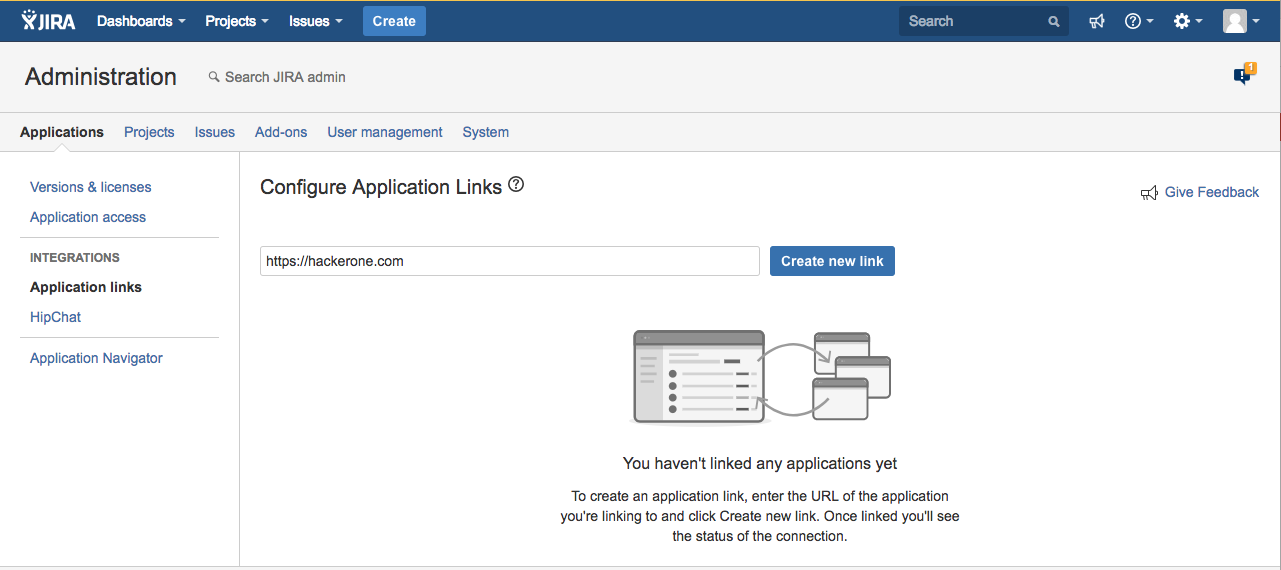 JIRA Dashboards Projects Issues Create Search
Administration Search JIRA admin 1
Applications Projects Issues Add-ons User management System
Versions & licenses
Application access
INTEGRATIONS
Application links
HipChat
Application Navigator
Configure Application Links ?
Give Feedback
https://hackerone.com Create new link
You haven't linked any applications yet
To create an application link, enter the URL of the application
you're linking to and click Create new link. Once linked you'll see
the status of the connection.